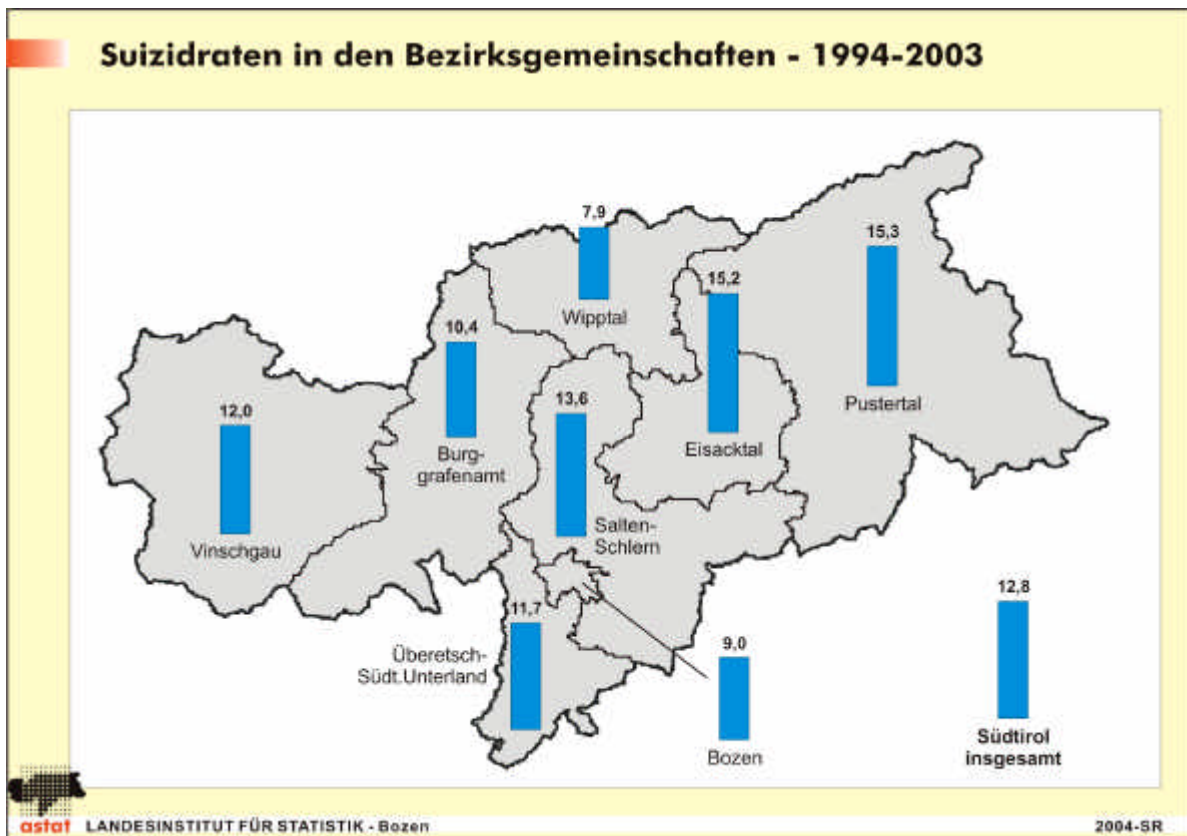 Suizidraten in den Bezirksgemeinschaften - 1994-2003
7,9
Wipptal
15,3
Pustertal
15,2
Eisacktal
10,4
Burg-
grafenamt
12,0
Vinschgau
13,6
Salten-
Schlern
11,7
Überetsch-
Südt.Unterland
9,0
Bozen
12,8
Südtirol
insgesamt
astat LANDESINSTITUT FÜR STATISTIK - Bozen
2004-SR